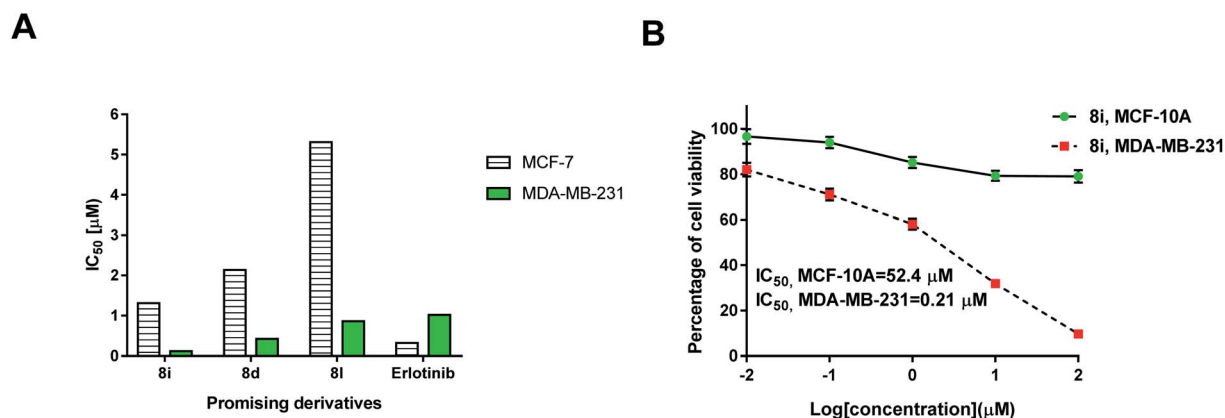 A
6
5
4
3
2
1
0
IC50 [μM]
8i
8d
8l
Erlotinib
Promising derivatives
MCF-7
MDA-MB-231
B
100
80
60
40
20
0
Percentage of cell viability
-2
-1
0
1
2
Log[concentration](μM)
8i, MCF-10A
8i, MDA-MB-231
IC50, MCF-10A=52.4 μM
IC50, MDA-MB-231=0.21 μM